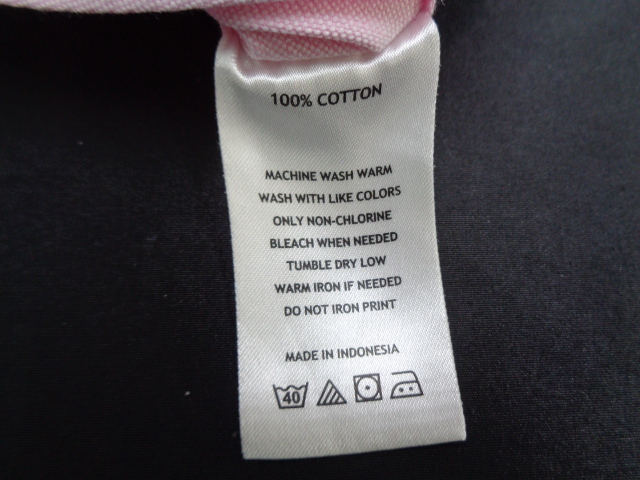 100% COTTON
MACHINE WASH WARM
WASH WITH LIKE COLORS
ONLY NON-CHLORINE
BLEACH WHEN NEEDED
TUMBLE DRY LOW
WARM IRON IF NEEDED
DO NOT IRON PRINT
MADE IN INDONESIA
40